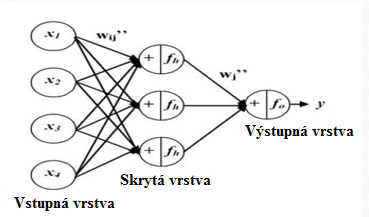 x1
wij’’
+ fh
x2
wj’’
+ fh
+ fo
y
Výstupná vrstva
x3
+ fh
x4
Skrytá vrstva
Vstupná vrstva